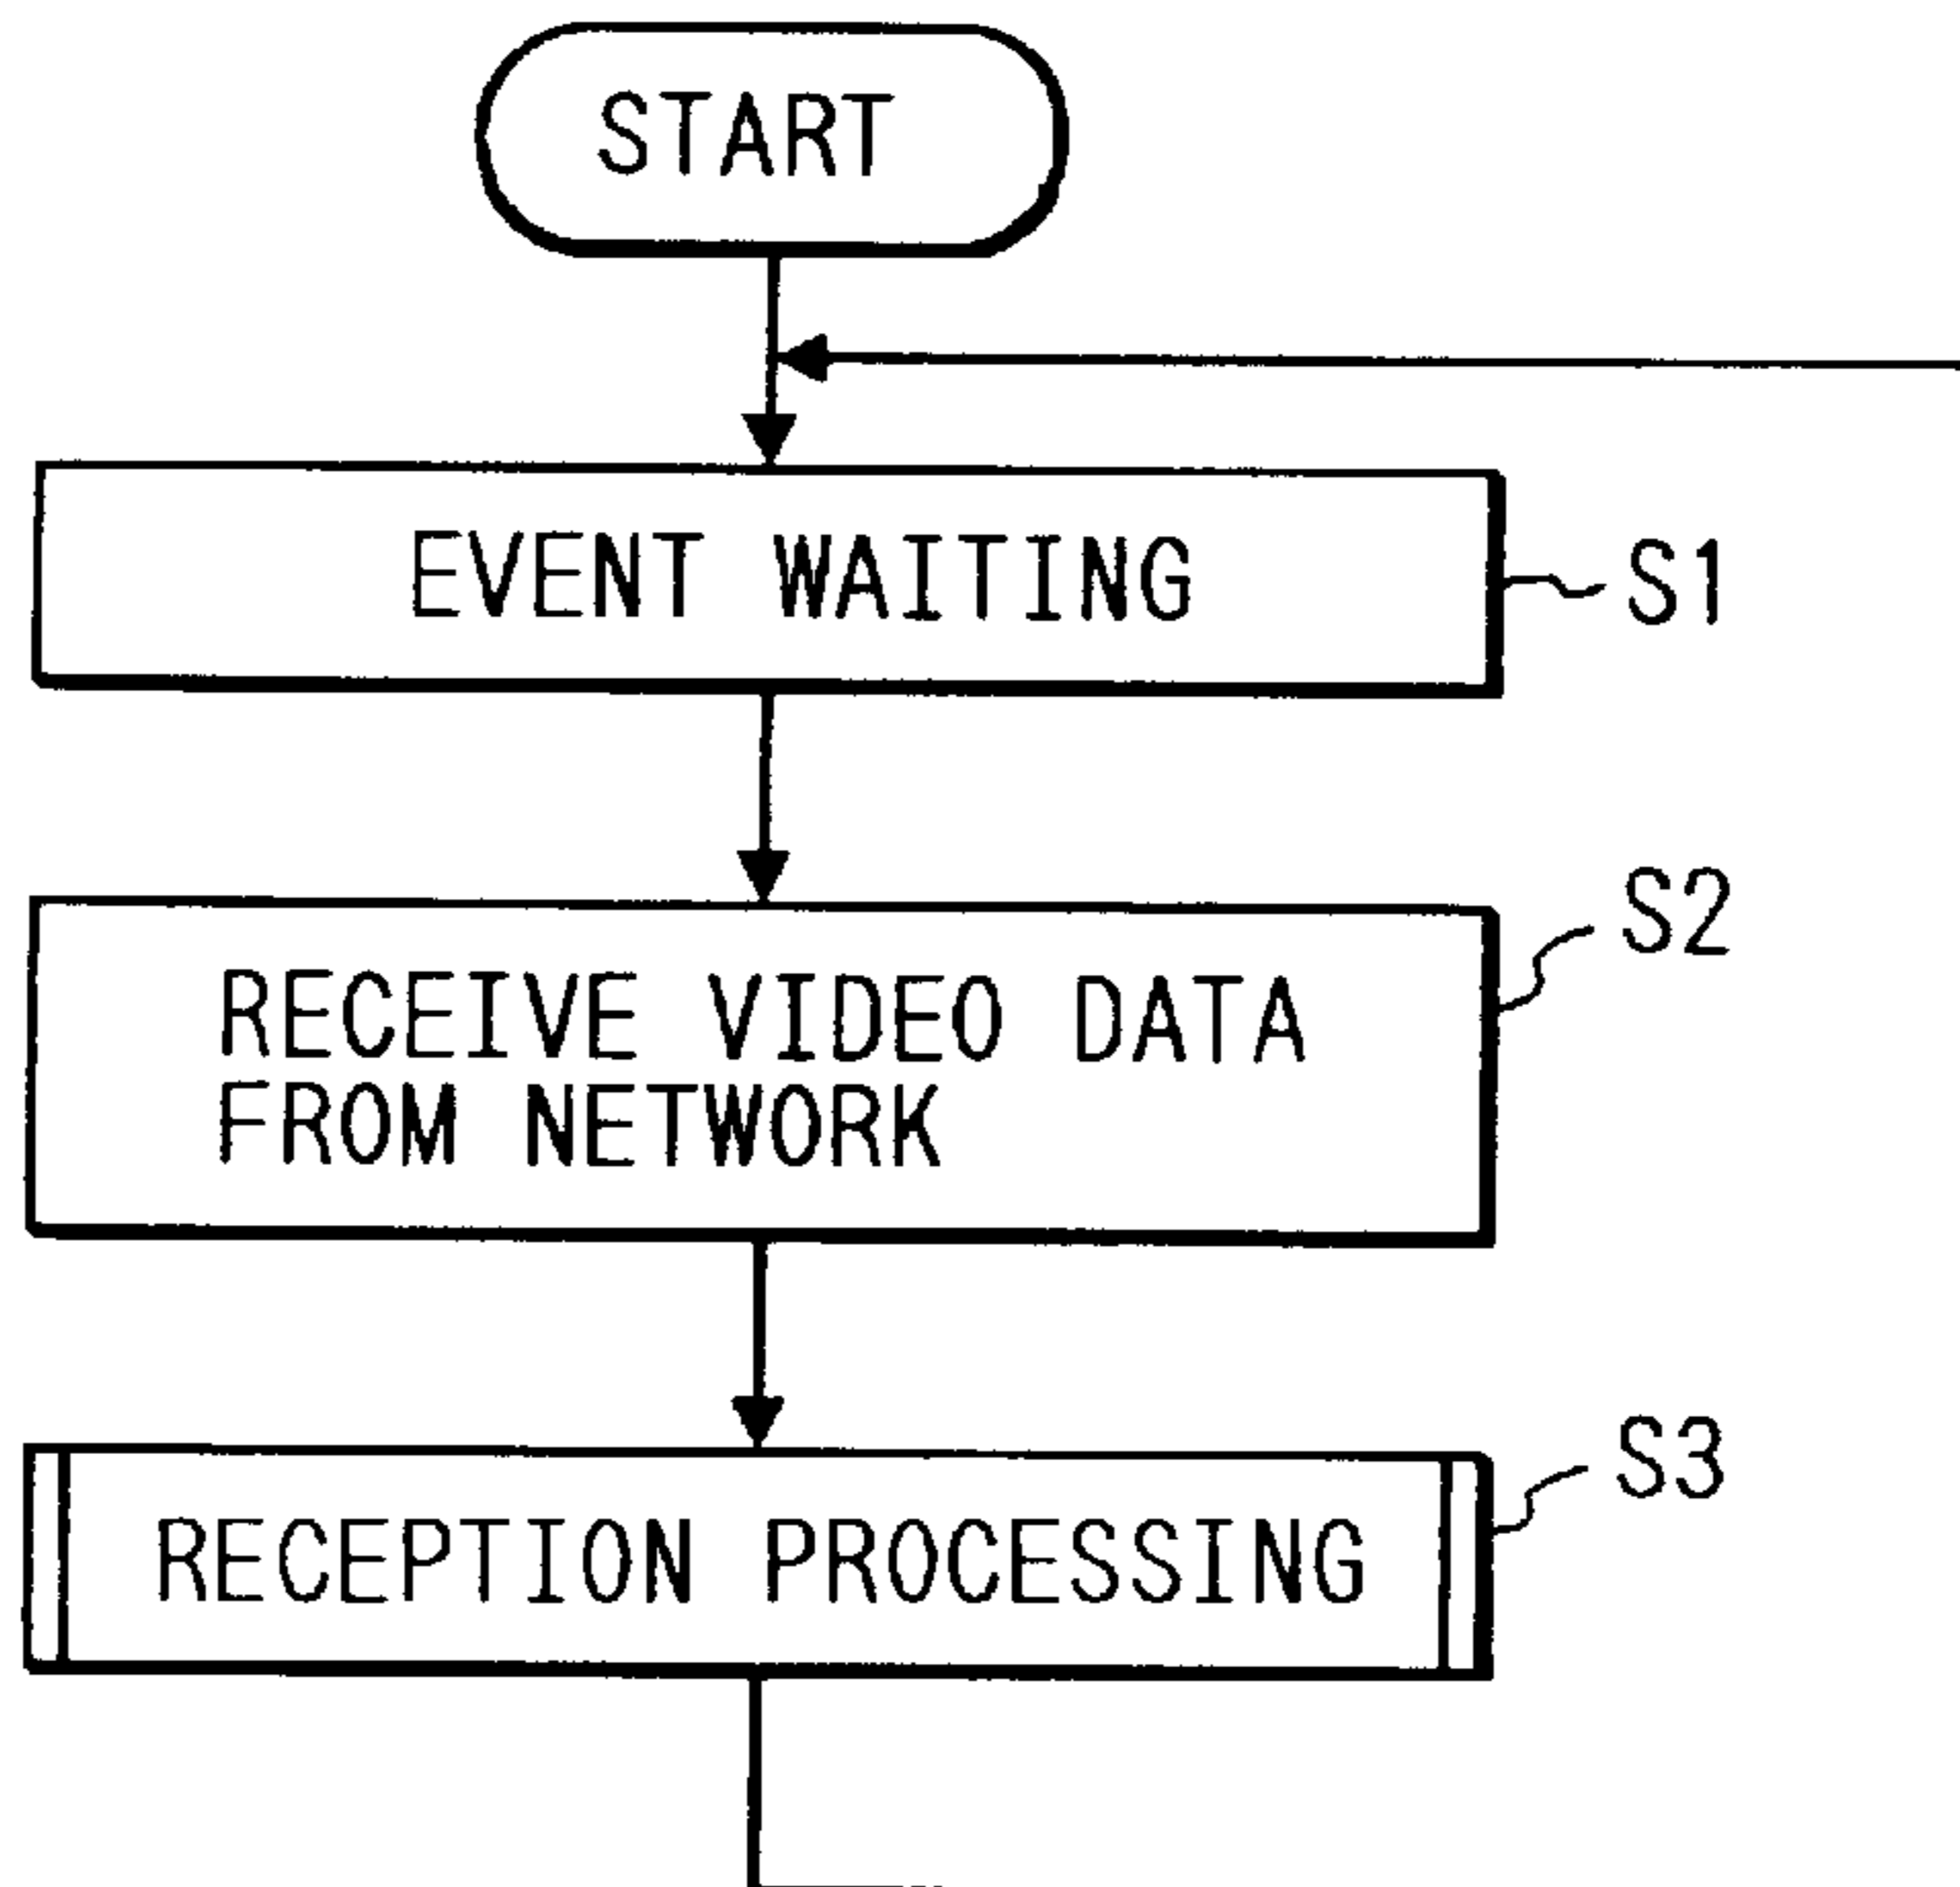 START
EVENT WAITING
S1
S2
RECEIVE VIDEO DATA
FROM NETWORK
S3
RECEPTION PROCESSING